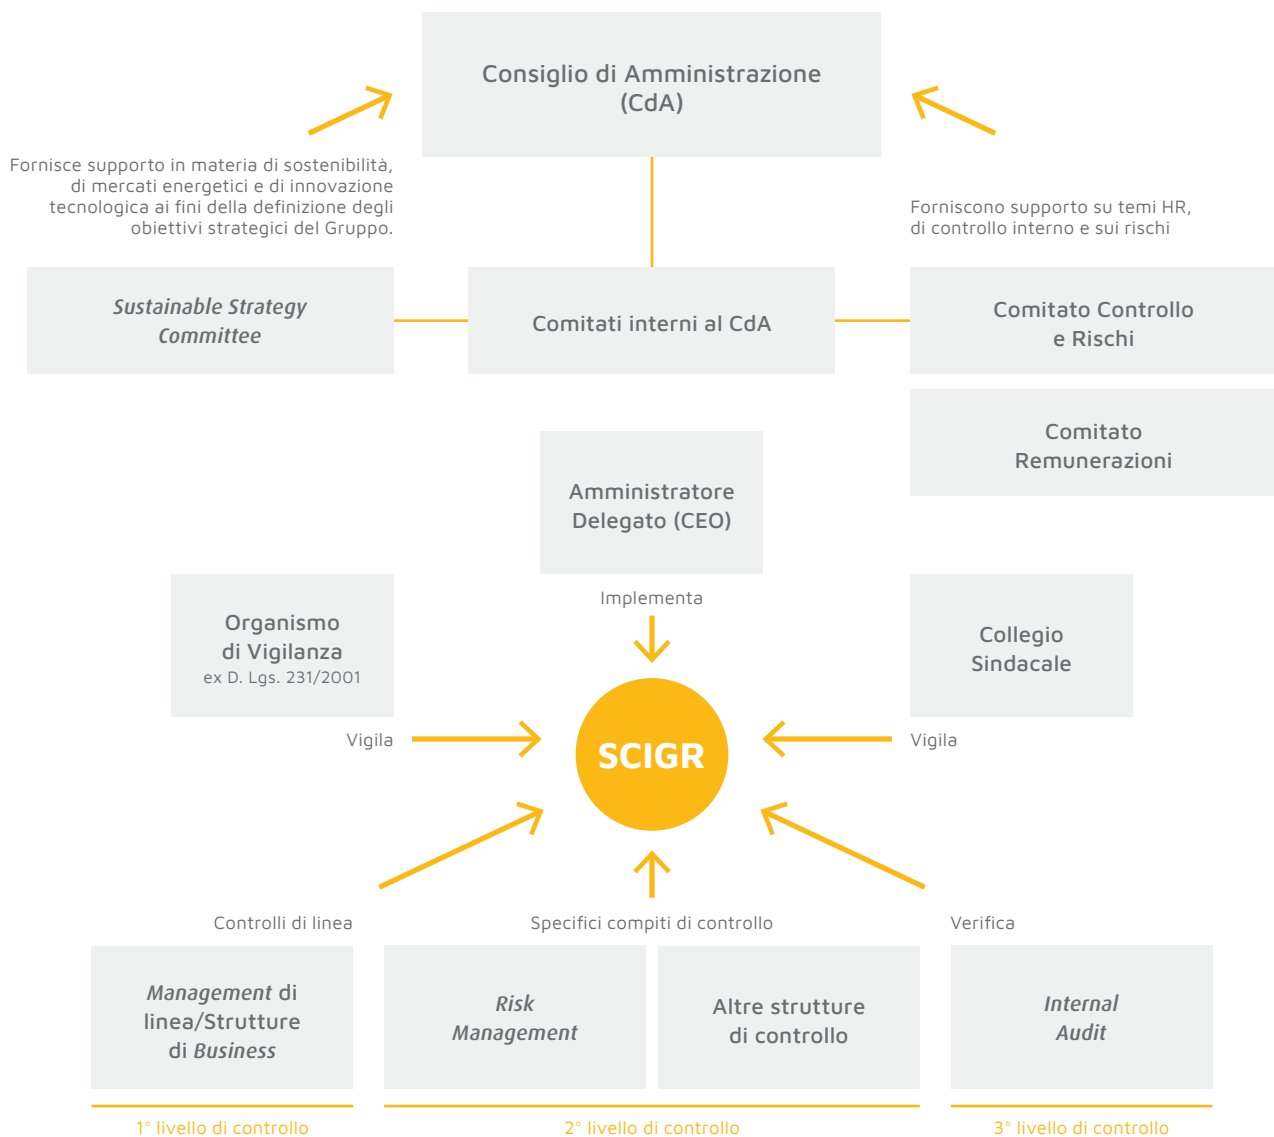 Consiglio di Amministrazione
(CdA)
Fornisce supporto in materia di sostenibilità,
di mercati energetici e di innovazione
tecnologica ai fini della definizione degli
obiettivi strategici del Gruppo.
Forniscono supporto su temi HR,
di controllo interno e sui rischi
Sustainable Strategy
Committee
Comitati interni al CdA
Comitato Controllo
e Rischi
Comitato
Remunerazioni
Amministratore
Delegato (CEO)
Implementa
Organismo
di Vigilanza
ex D. Lgs. 231/2001
Collegio
Sindacale
Vigila
SCIGR
Vigila
Controlli di linea
Specifici compiti di controllo
Verifica
Management di
linea/Strutture
di Business
Risk
Management
Altre strutture
di controllo
Internal
Audit
1° livello di controllo
2° livello di controllo
3° livello di controllo